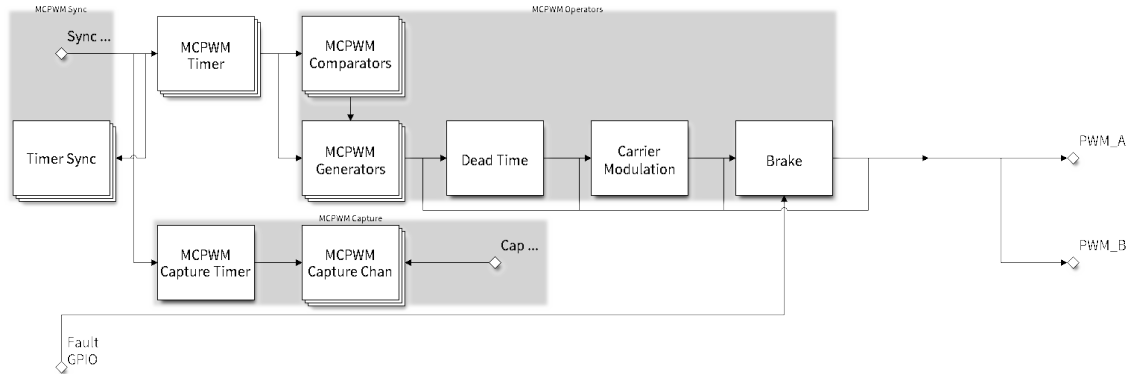 MCPWM Sync
MCPWM Operators
Sync ...
MCPWM
Timer
MCPWM
Comparators
Timer Sync
MCPWM
Generators
Dead Time
Carrier
Modulation
Brake
PWM_A
MCPWM Capture
MCPWM
Capture Timer
MCPWM
Capture Chan
Cap ...
PWM_B
Fault
GPIO